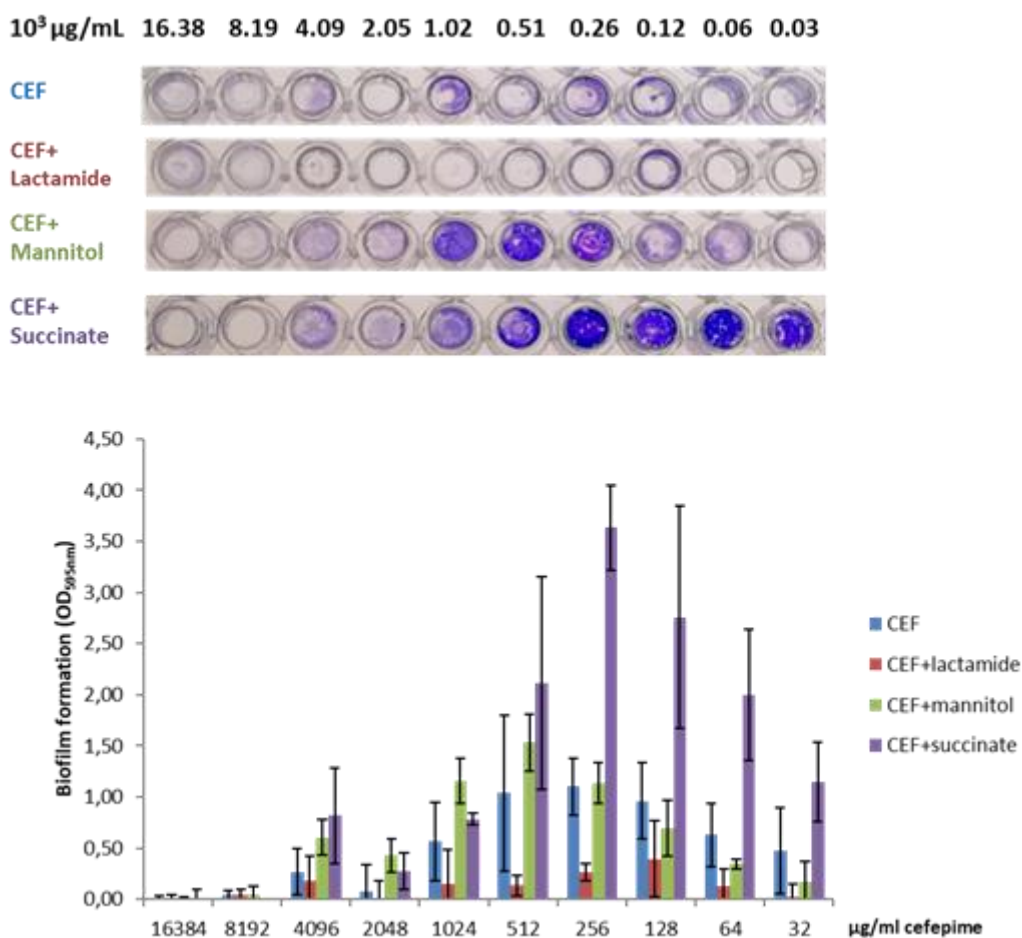 10³ µg/mL 16.38 8.19 4.09 2.05 1.02 0.51 0.26 0.12 0.06 0.03
CEF
CEF+
Lactamide
CEF+
Mannitol
CEF+
Succinate
4,50
4,00
3,50
3,00
2,50
2,00
1,50
1,00
0,50
0,00
Biofilm formation (OD₅₉₅nm)
CEF
CEF+lactamide
CEF+mannitol
CEF+succinate
16384 8192 4096 2048 1024 512 256 128 64 32 µg/ml cefepime